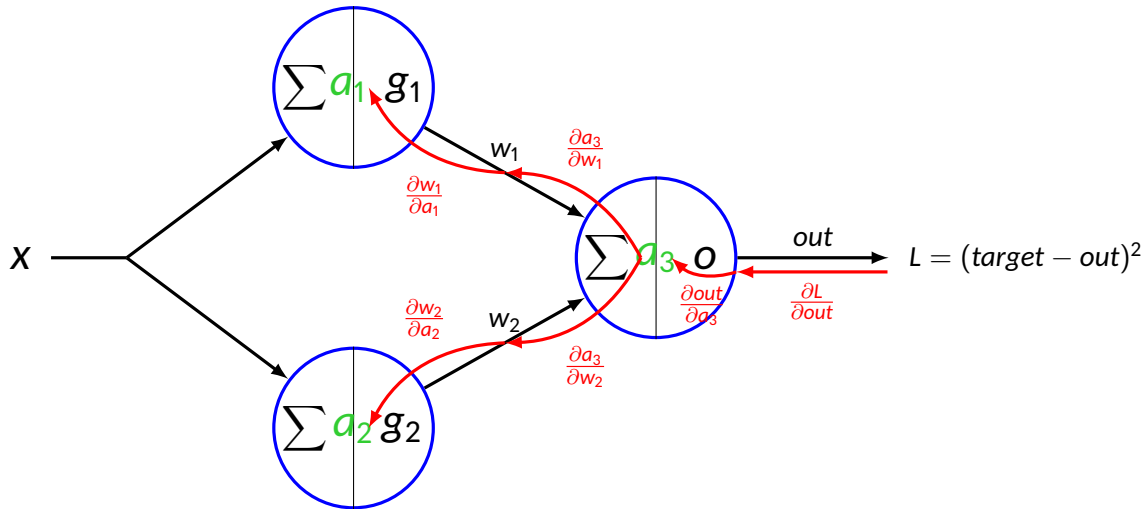 ∑ a₁ g₁
w₁
∂a₃/∂w₁
∂w₁/∂a₁
x
∑ a₃ o
out
L = (target − out)²
∂out/∂a₃
∂L/∂out
∂w₂/∂a₂
w₂
∂a₃/∂w₂
∑ a₂ g₂